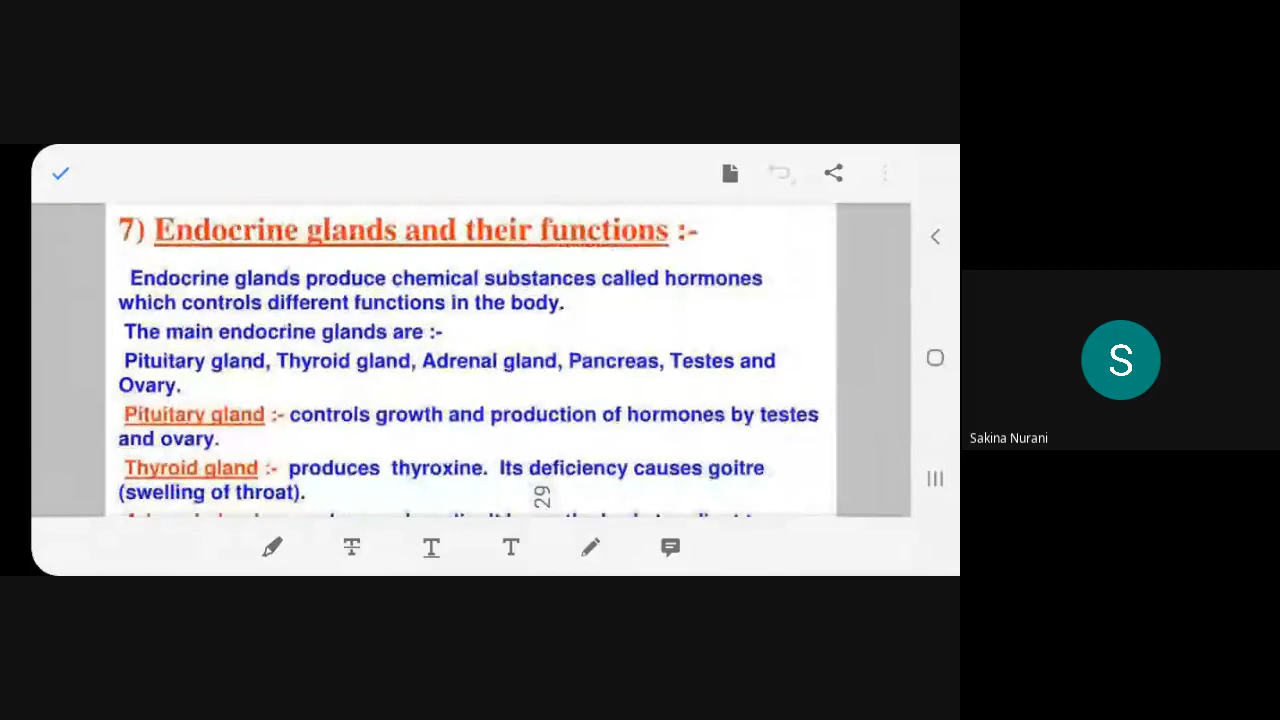 7) Endocrine glands and their functions :-
Endocrine glands produce chemical substances called hormones
which controls different functions in the body.
The main endocrine glands are :-
Pituitary gland, Thyroid gland, Adrenal gland, Pancreas, Testes and
Ovary.
Pituitary gland :- controls growth and production of hormones by testes
and ovary.
Thyroid gland :- produces thyroxine. Its deficiency causes goitre
(swelling of throat).
29
S
Sakina Nurani